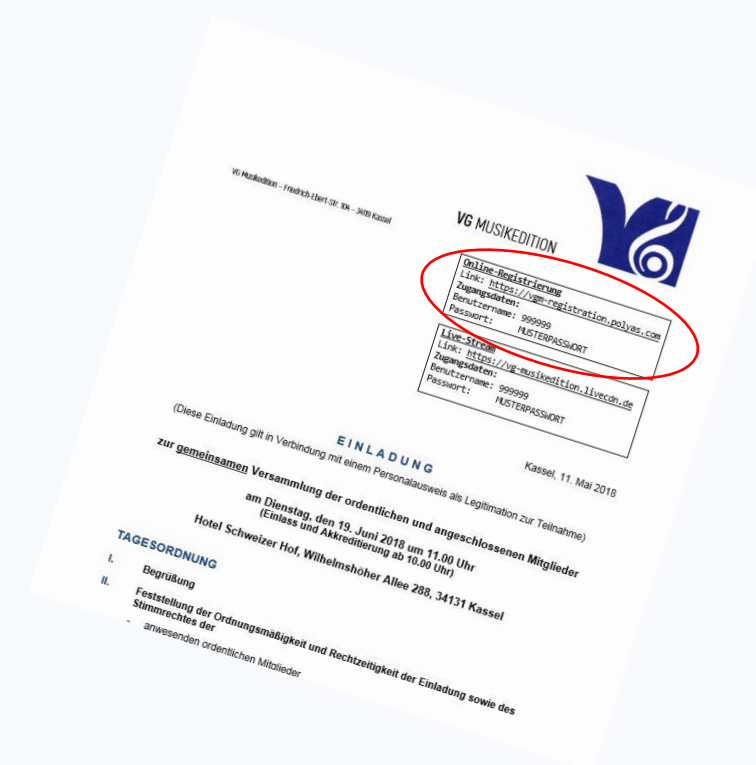 VG Musikedition – Friedrich-Ebert-Str. 104 – 34119 Kassel
VG MUSIKEDITION
Online-Registrierung
Link: https://vgm-registration.polyas.com
Zugangsdaten:
Benutzername: 999999
Passwort: MUSTERPASSWORT
Live-Stream
Link: https://vg-musikedition.livecdn.de
Zugangsdaten:
Benutzername: 999999
Passwort: MUSTERPASSWORT
Kassel, 11. Mai 2018
EINLADUNG
(Diese Einladung gilt in Verbindung mit einem Personalausweis als Legitimation zur Teilnahme)
zur gemeinsamen Versammlung der ordentlichen und angeschlossenen Mitglieder
am Dienstag, den 19. Juni 2018 um 11.00 Uhr
(Einlass und Akkreditierung ab 10.00 Uhr)
Hotel Schweizer Hof, Wilhelmshöher Allee 288, 34131 Kassel
TAGESORDNUNG
I. Begrüßung
II. Feststellung der Ordnungsmäßigkeit und Rechtzeitigkeit der Einladung sowie des
Stimmrechtes der
- anwesenden ordentlichen Mitglieder